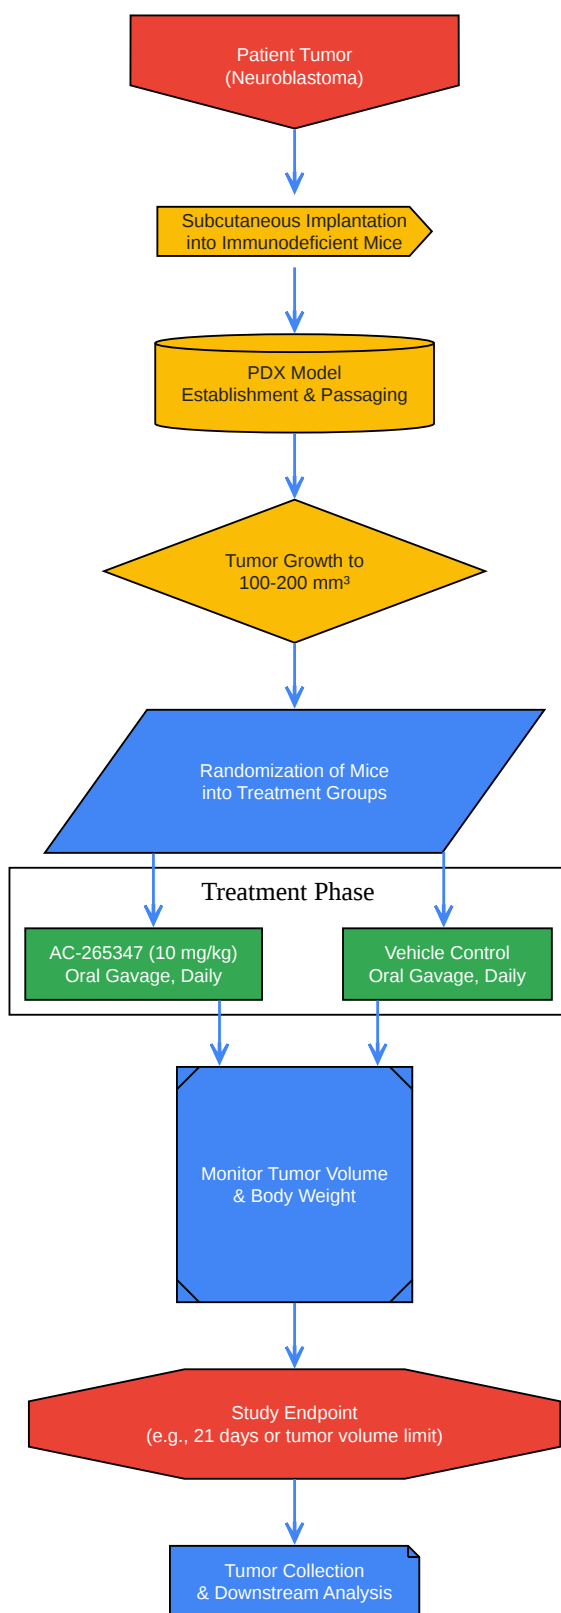 Patient Tumor
(Neuroblastoma)
Subcutaneous Implantation
into Immunodeficient Mice
PDX Model
Establishment & Passaging
Tumor Growth to
100-200 mm³
Randomization of Mice
into Treatment Groups
Treatment Phase
AC-265347 (10 mg/kg)
Oral Gavage, Daily
Vehicle Control
Oral Gavage, Daily
Monitor Tumor Volume
& Body Weight
Study Endpoint
(e.g., 21 days or tumor volume limit)
Tumor Collection
& Downstream Analysis